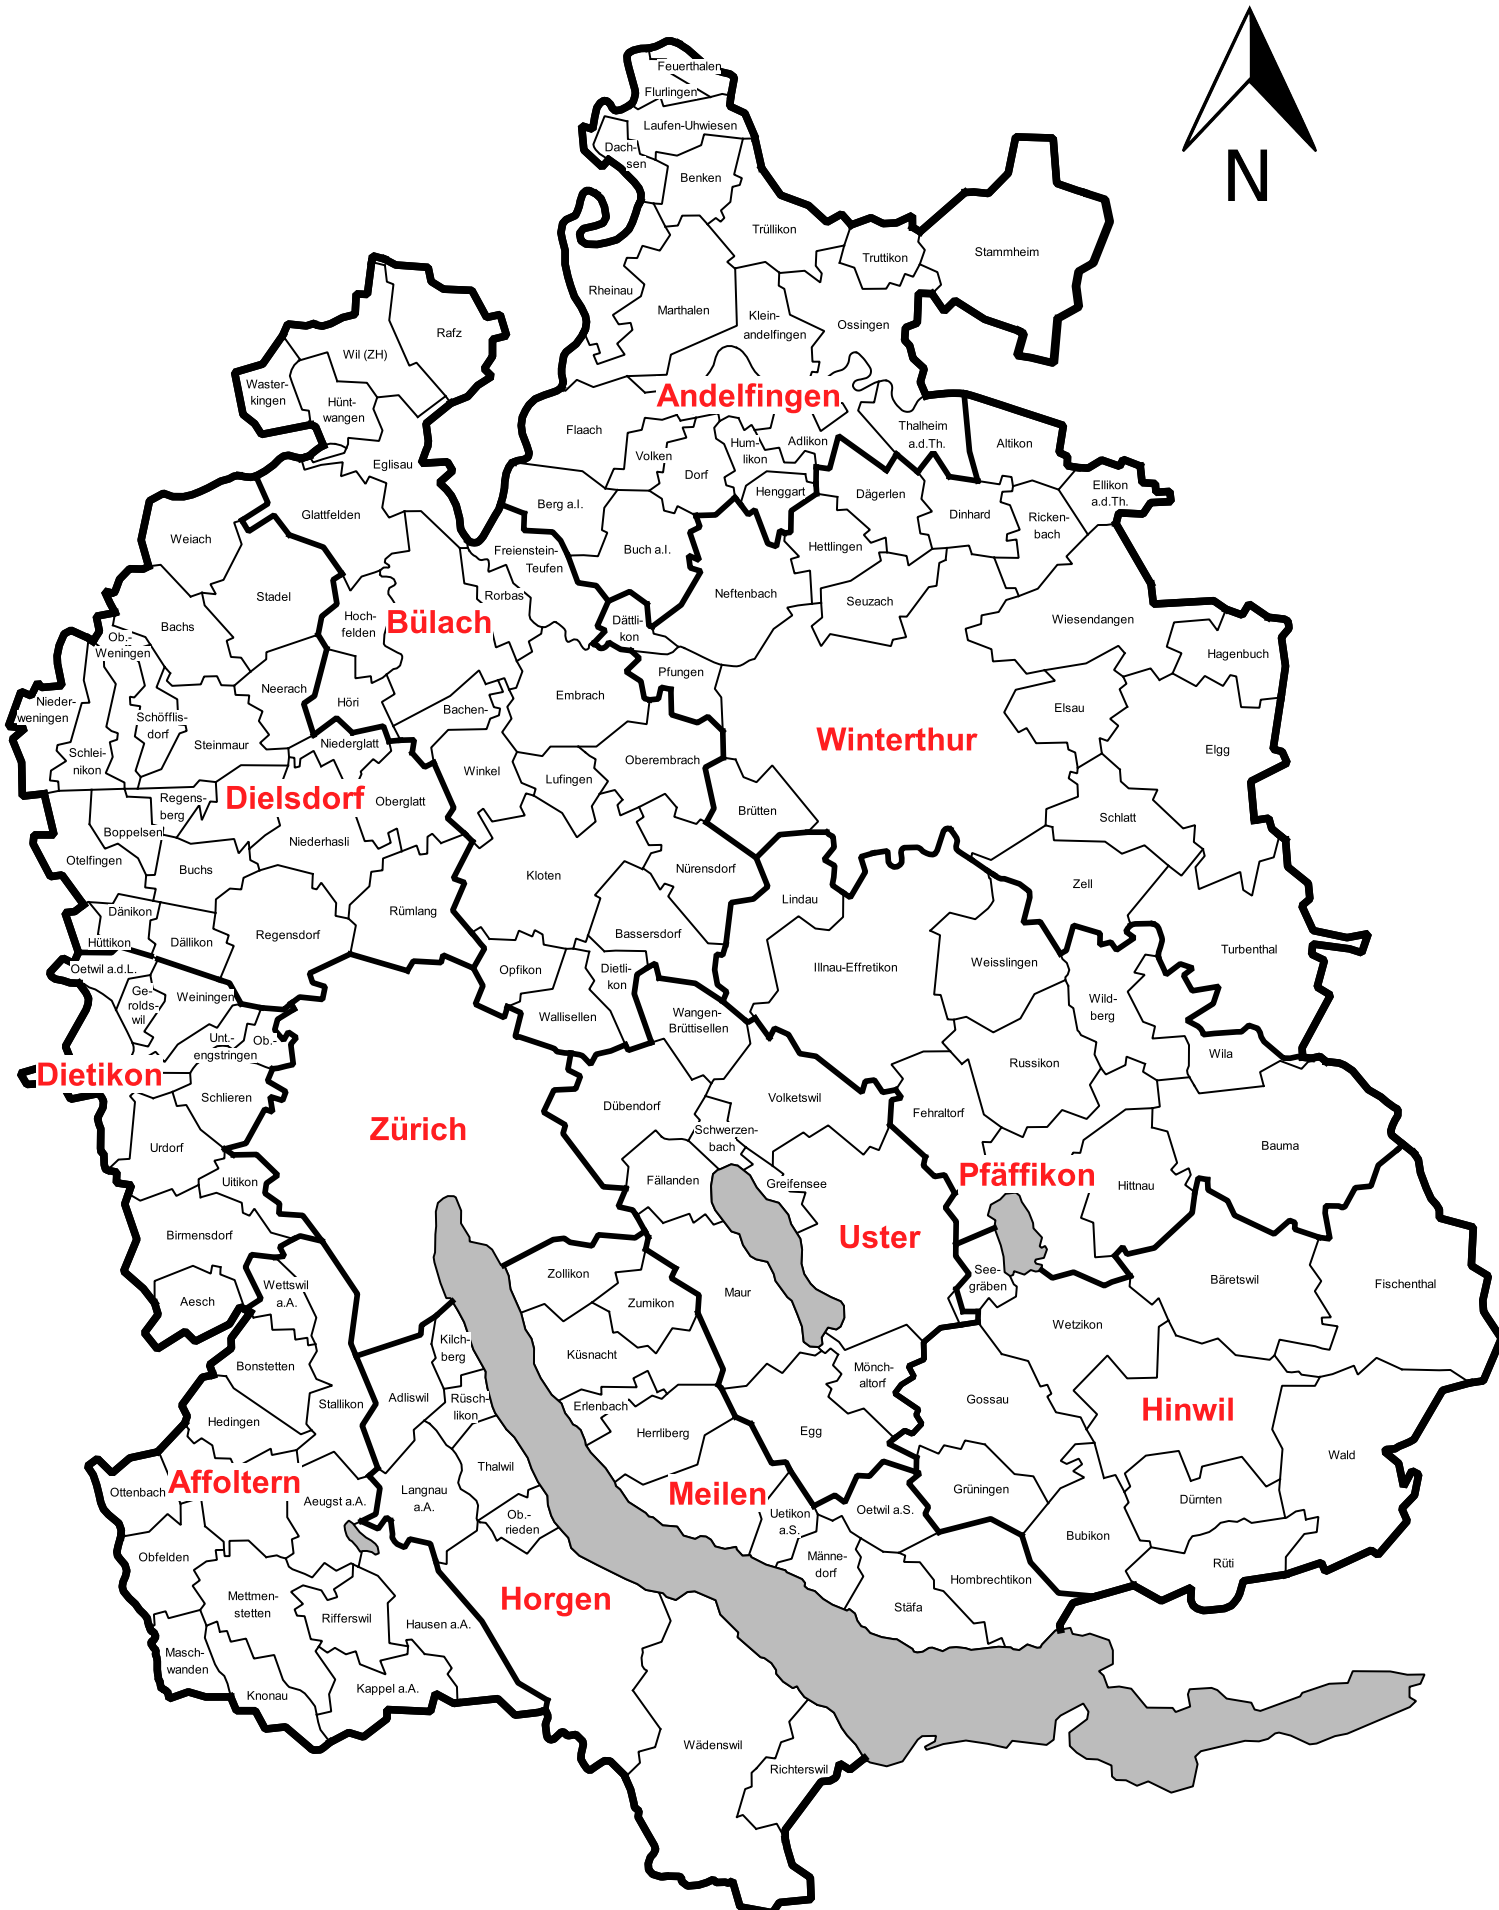 Feuerthalen
Flurlingen
Laufen-Uhwiesen
Dach-
sen
Benken
N
Trüllikon
Truttikon
Stammheim
Rheinau
Marthalen
Klein-
andelfingen
Ossingen
Rafz
Wil (ZH)
Waster-
kingen
Hünt-
wangen
Andelfingen
Flaach
Volken
Dorf
Hum-
likon
Adlikon
Thalheim
a.d.Th.
Altikon
Eglisau
Henggart
Dägerlen
Ellikon
a.d.Th.
Berg a.I.
Glattfelden
Dinhard
Ricken-
bach
Weiach
Freienstein-
Teufen
Buch a.I.
Hettlingen
Stadel
Rorbas
Neftenbach
Seuzach
Bachs
Hoch-
felden
Bülach
Dättli-
kon
Wiesendangen
Ob.-
Weningen
Hagenbuch
Pfungen
Neerach
Höri
Embrach
Elsau
Nieder-
weningen
Schöfflis-
dorf
Bachen-
Steinmaur
Niederglatt
Winterthur
Elgg
Schlei-
nikon
Winkel
Lufingen
Oberembrach
Dielsdorf
Regens-
berg
Oberglatt
Brütten
Schlatt
Boppelsen
Niederhasli
Otelfingen
Buchs
Kloten
Nürensdorf
Zell
Lindau
Dänikon
Rümlang
Hüttikon
Dällikon
Regensdorf
Bassersdorf
Turbenthal
Oetwil a.d.L.
Opfikon
Dietli-
kon
Illnau-Effretikon
Weisslingen
Ge-
rolds-
wil
Weiningen
Wallisellen
Wangen-
Brüttisellen
Wild-
berg
Unt.-
engstringen
Ob.-
Wila
Russikon
Dietikon
Schlieren
Dübendorf
Volketswil
Fehraltorf
Zürich
Schwerzen-
bach
Urdorf
Bauma
Uitikon
Fällanden
Greifensee
Pfäffikon
Hittnau
Birmensdorf
Uster
Zollikon
See-
gräben
Bäretswil
Fischenthal
Wettswil
a.A.
Aesch
Zumikon
Maur
Wetzikon
Kilch-
berg
Küsnacht
Bonstetten
Mönch-
altorf
Adliswil
Rüsch-
likon
Stallikon
Erlenbach
Gossau
Hinwil
Hedingen
Herrliberg
Egg
Wald
Thalwil
Affoltern
Ottenbach
Aeugst a.A.
Langnau
a.A.
Meilen
Grüningen
Dürnten
Ob.-
rieden
Uetikon
a.S.
Oetwil a.S.
Bubikon
Obfelden
Männe-
dorf
Rüti
Hombrechtikon
Mettmen-
stetten
Horgen
Stäfa
Rifferswil
Hausen a.A.
Masch-
wanden
Knonau
Kappel a.A.
Wädenswil
Richterswil